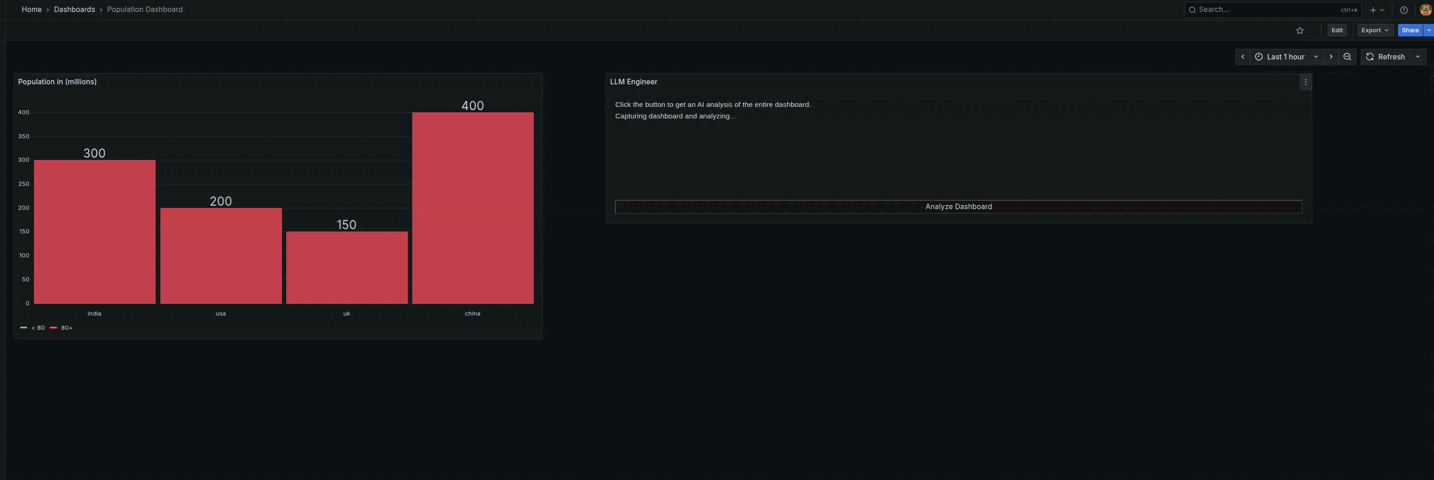 Home › Dashboards › Population Dashboard
Search...
ctrl+k
Edit
Export
Share
Last 1 hour
Refresh
Population in (millions)
400
350
300
250
200
150
100
50
0
300
200
150
400
india
usa
uk
china
< 80
80+
LLM Engineer
Click the button to get an AI analysis of the entire dashboard.
Capturing dashboard and analyzing...
Analyze Dashboard